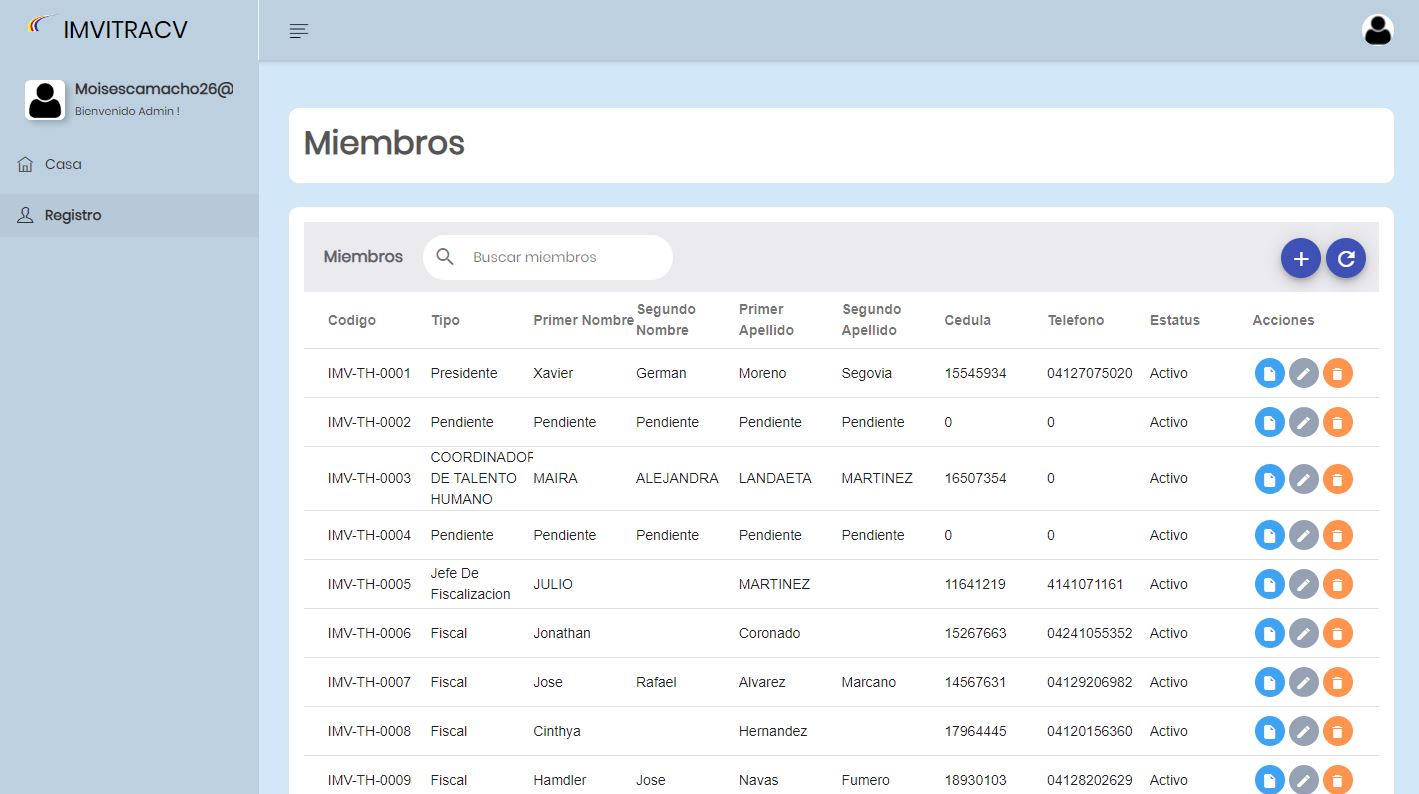 IMVITRACV
Moisescamacho26@
Bienvenido Admin !
Casa
Registro
Miembros
Miembros
Buscar miembros
Codigo Tipo Primer Nombre Segundo Nombre Primer Apellido Segundo Apellido Cedula Telefono Estatus Acciones
IMV-TH-0001 Presidente Xavier German Moreno Segovia 15545934 04127075020 Activo
IMV-TH-0002 Pendiente Pendiente Pendiente Pendiente Pendiente 0 0 Activo
IMV-TH-0003 COORDINADOR DE TALENTO HUMANO MAIRA ALEJANDRA LANDAETA MARTINEZ 16507354 0 Activo
IMV-TH-0004 Pendiente Pendiente Pendiente Pendiente Pendiente 0 0 Activo
IMV-TH-0005 Jefe De Fiscalizacion JULIO MARTINEZ 11641219 4141071161 Activo
IMV-TH-0006 Fiscal Jonathan Coronado 15267663 04241055352 Activo
IMV-TH-0007 Fiscal Jose Rafael Alvarez Marcano 14567631 04129206982 Activo
IMV-TH-0008 Fiscal Cinthya Hernandez 17964445 04120156360 Activo
IMV-TH-0009 Fiscal Hamdler Jose Navas Fumero 18930103 04128202629 Activo